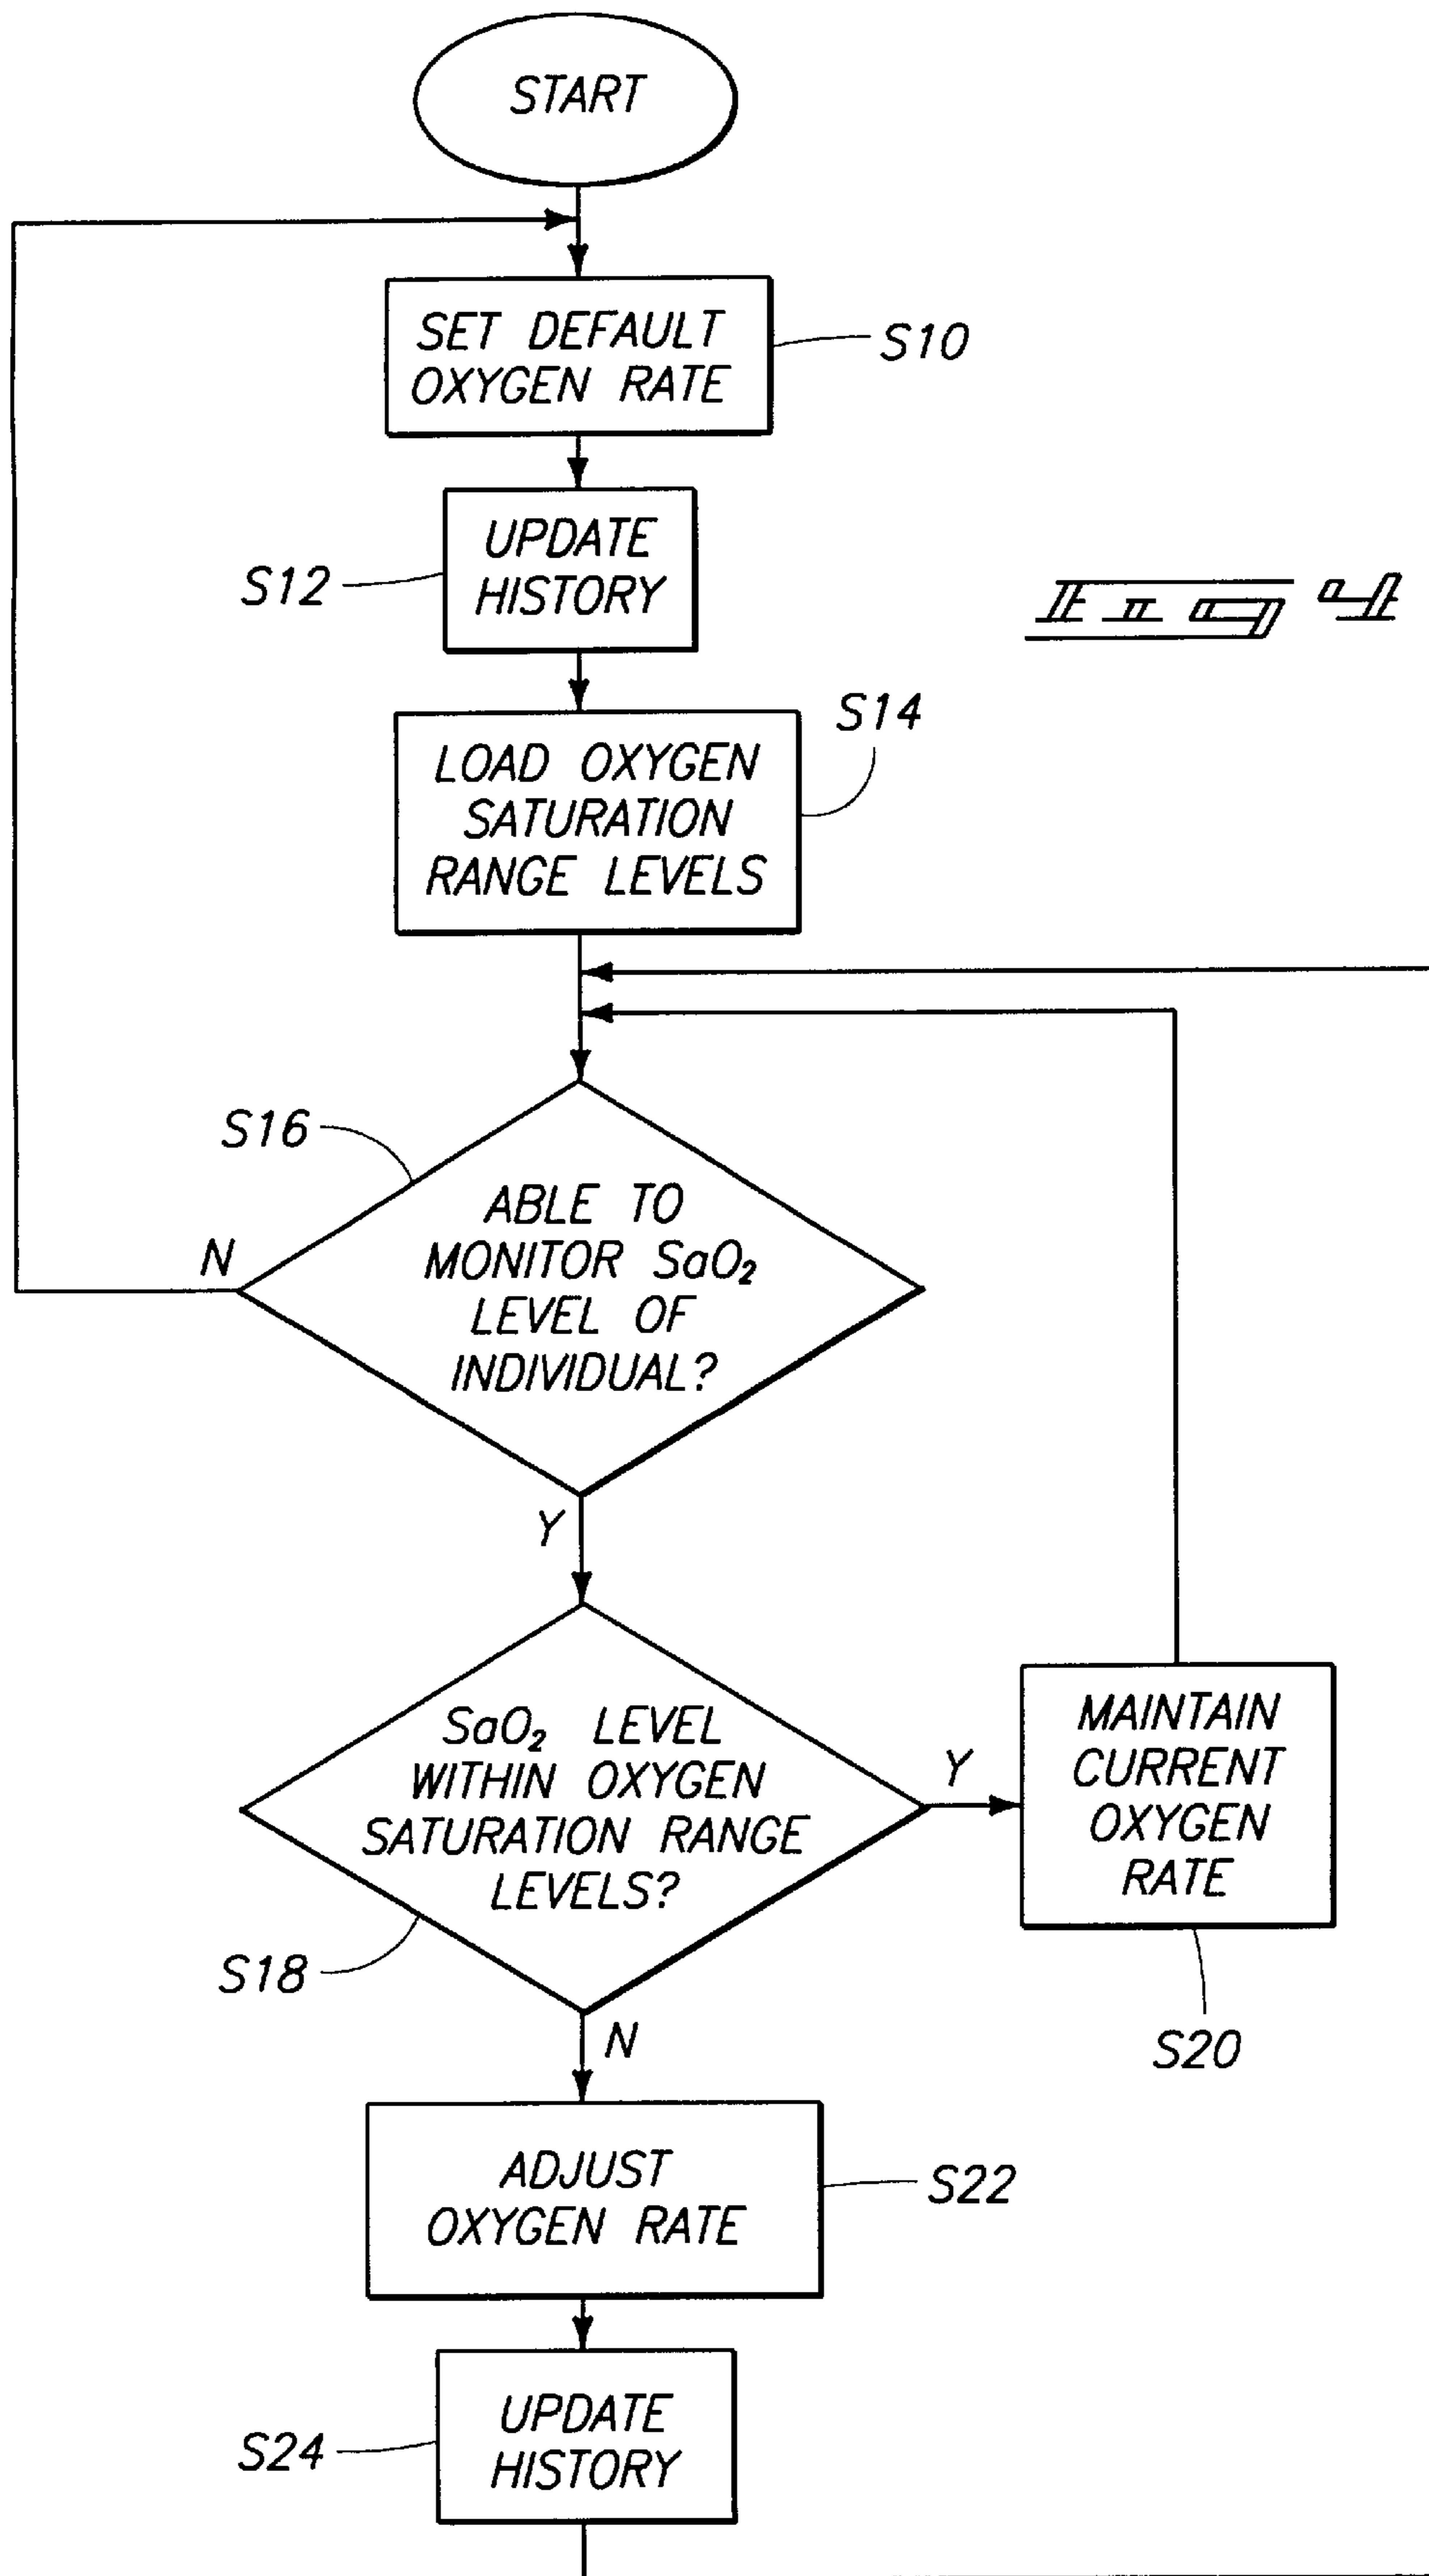 START
SET DEFAULT
OXYGEN RATE
S10
UPDATE
HISTORY
S12
Fig 4
LOAD OXYGEN
SATURATION
RANGE LEVELS
S14
S16
ABLE TO
MONITOR SaO₂
LEVEL OF
INDIVIDUAL?
N
Y
SaO₂ LEVEL
WITHIN OXYGEN
SATURATION RANGE
LEVELS?
Y
S18
MAINTAIN
CURRENT
OXYGEN
RATE
S20
N
ADJUST
OXYGEN RATE
S22
UPDATE
HISTORY
S24